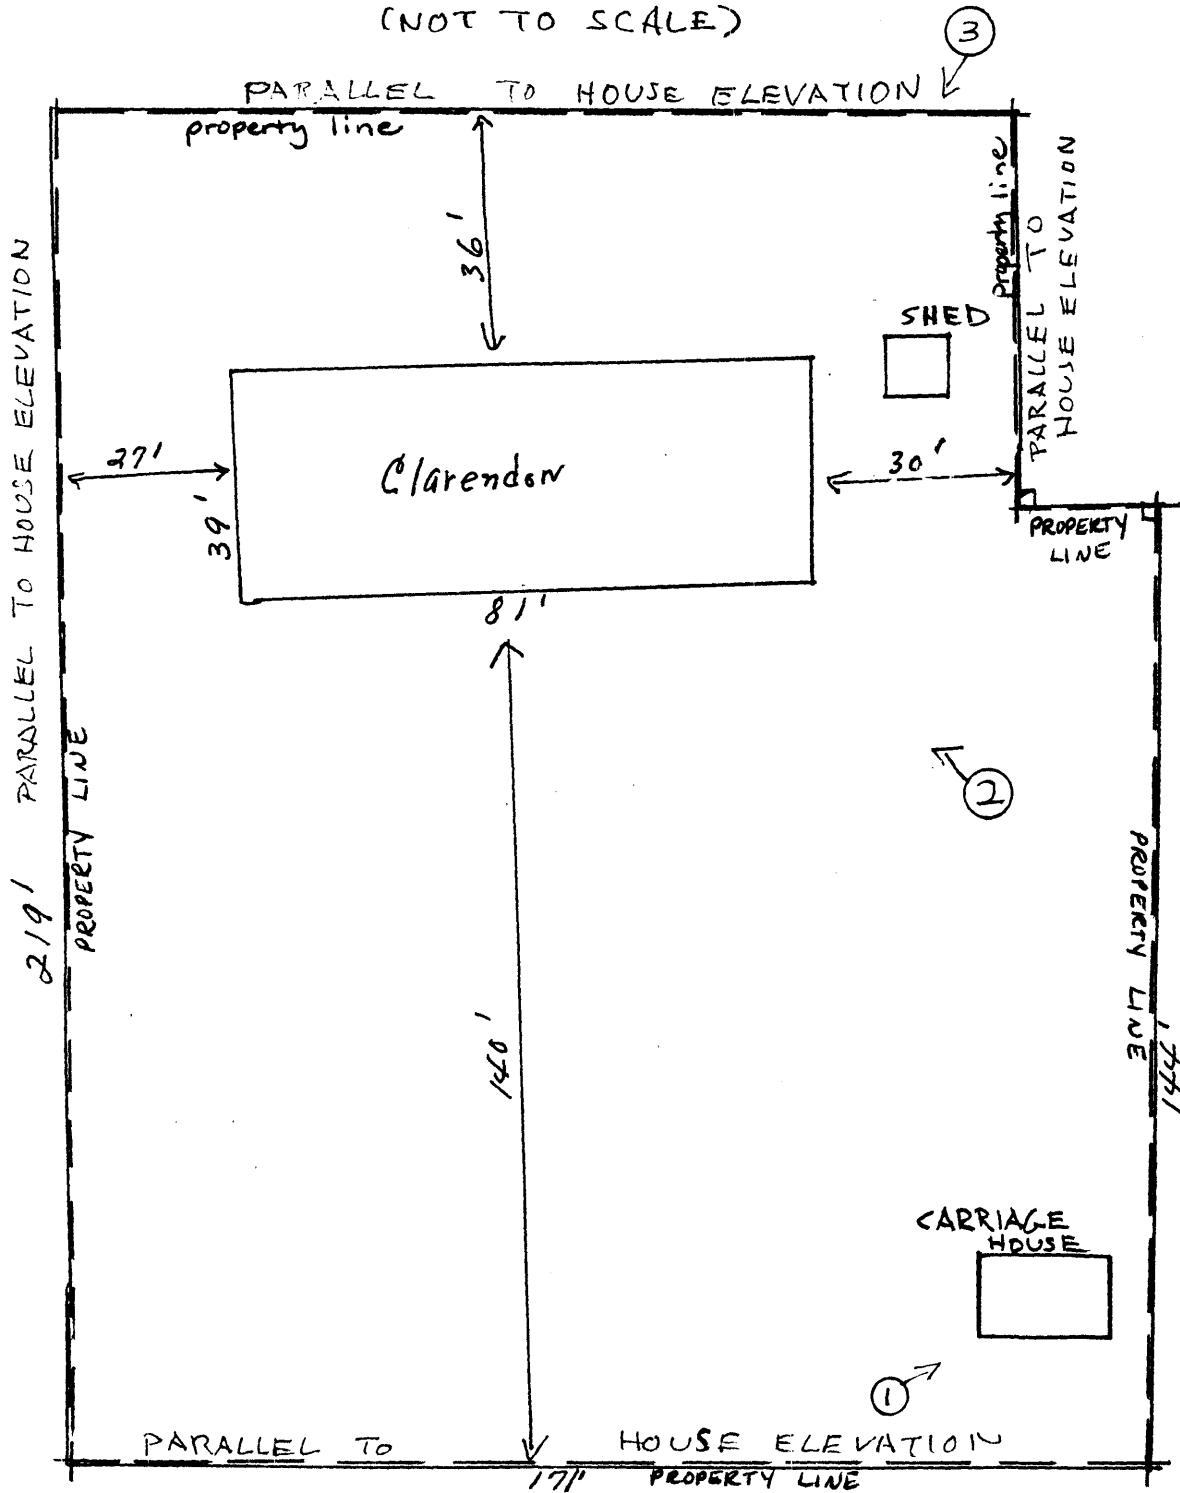 (NOT TO SCALE)
3
PARALLEL TO HOUSE ELEVATION
property line
property line
PARALLEL TO
HOUSE ELEVATION
36'
SHED
27'
Clarendon
30'
39'
81'
PROPERTY
LINE
219' PARALLEL TO HOUSE ELEVATION
PROPERTY LINE
2
PROPERTY LINE
144'
140'
CARRIAGE
HOUSE
1
PARALLEL TO HOUSE ELEVATION
171' PROPERTY LINE